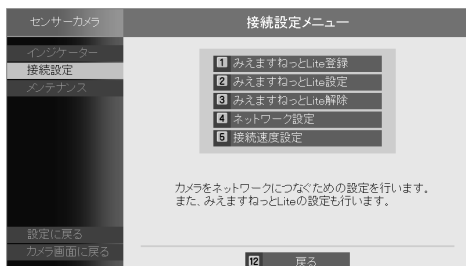 センサーカメラ
接続設定メニュー
インジケーター
接続設定
メンテナンス
1 みえますねっとLite登録
2 みえますねっとLite設定
3 みえますねっとLite解除
4 ネットワーク設定
5 接続速度設定
カメラをネットワークにつなぐための設定を行います。
また、みえますねっとLiteの設定も行います。
設定に戻る
カメラ画面に戻る
12 戻る